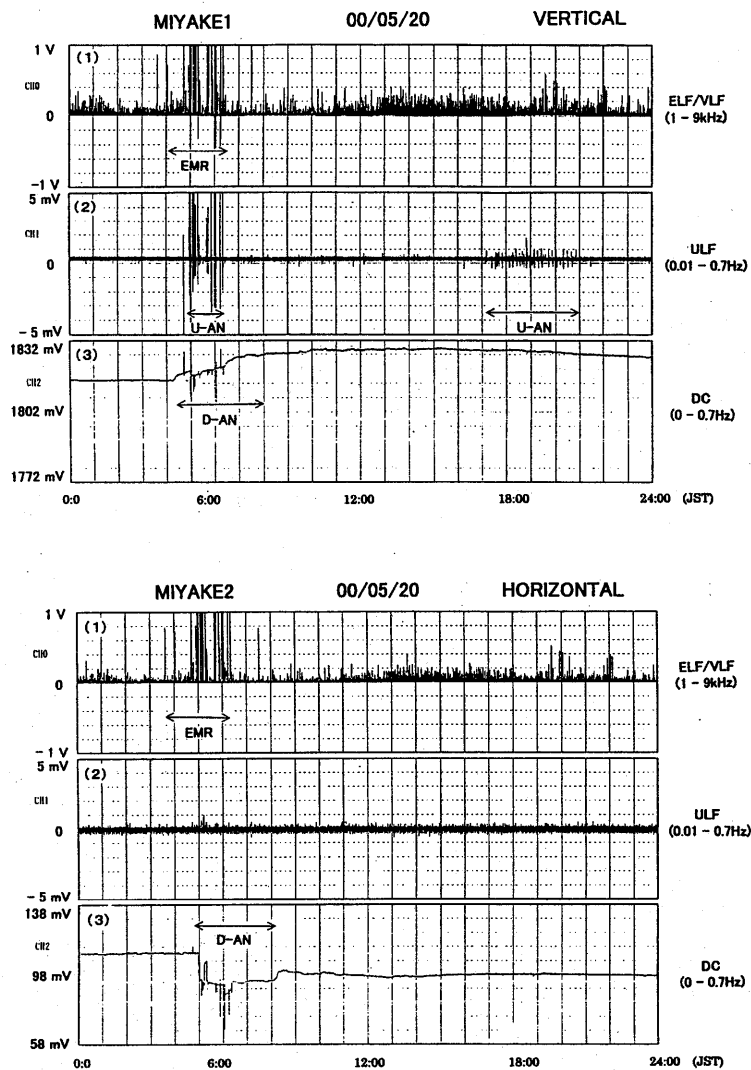 MIYAKE1 00/05/20 VERTICAL
1 V
(1)
CH0
0
EMR
-1 V
ELF/VLF
(1 - 9kHz)
5 mV
(2)
CH1
0
U-AN U-AN
- 5 mV
ULF
(0.01 - 0.7Hz)
1832 mV
(3)
CH2
1802 mV
D-AN
1772 mV
DC
(0 - 0.7Hz)
0:0 6:00 12:00 18:00 24:00 (JST)
MIYAKE2 00/05/20 HORIZONTAL
1 V
(1)
CH0
0
EMR
- 1 V
ELF/VLF
(1 - 9kHz)
5 mV
(2)
CH1
0
- 5 mV
ULF
(0.01 - 0.7Hz)
138 mV
(3)
D-AN
CH2
98 mV
58 mV
DC
(0 - 0.7Hz)
0:0 6:00 12:00 18:00 24:00 (JST)